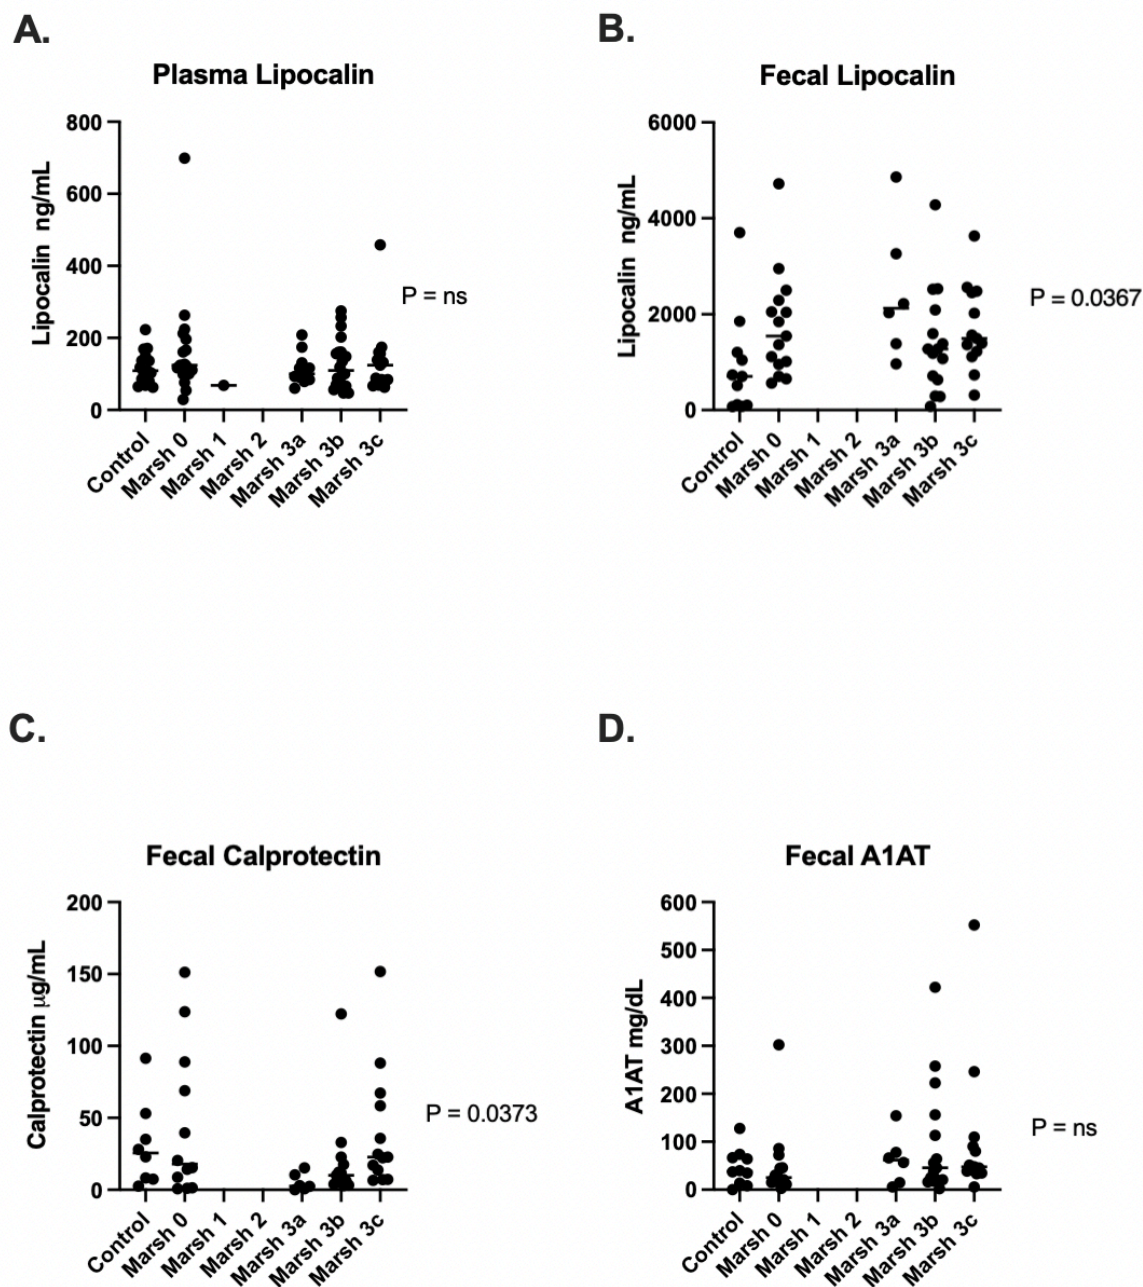 A.
Plasma Lipocalin
Lipocalin ng/mL
800
600
400
200
0
P = ns
Control
Marsh 0
Marsh 1
Marsh 2
Marsh 3a
Marsh 3b
Marsh 3c
B.
Fecal Lipocalin
Lipocalin ng/mL
6000
4000
2000
0
P = 0.0367
Control
Marsh 0
Marsh 1
Marsh 2
Marsh 3a
Marsh 3b
Marsh 3c
C.
Fecal Calprotectin
Calprotectin µg/mL
200
150
100
50
0
P = 0.0373
Control
Marsh 0
Marsh 1
Marsh 2
Marsh 3a
Marsh 3b
Marsh 3c
D.
Fecal A1AT
A1AT mg/dL
600
500
400
300
200
100
0
P = ns
Control
Marsh 0
Marsh 1
Marsh 2
Marsh 3a
Marsh 3b
Marsh 3c